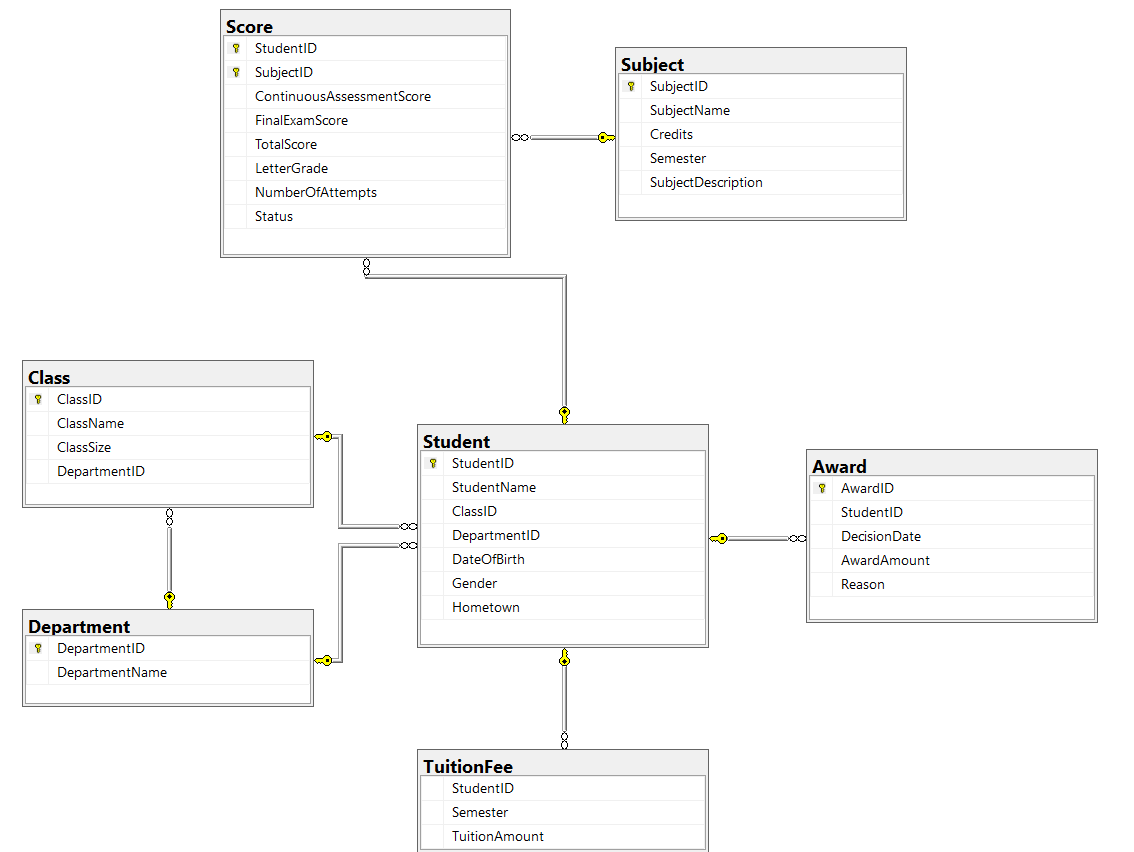 Score
StudentID
SubjectID
ContinuousAssessmentScore
FinalExamScore
TotalScore
LetterGrade
NumberOfAttempts
Status
Subject
SubjectID
SubjectName
Credits
Semester
SubjectDescription
Class
ClassID
ClassName
ClassSize
DepartmentID
Student
StudentID
StudentName
ClassID
DepartmentID
DateOfBirth
Gender
Hometown
Award
AwardID
StudentID
DecisionDate
AwardAmount
Reason
Department
DepartmentID
DepartmentName
TuitionFee
StudentID
Semester
TuitionAmount